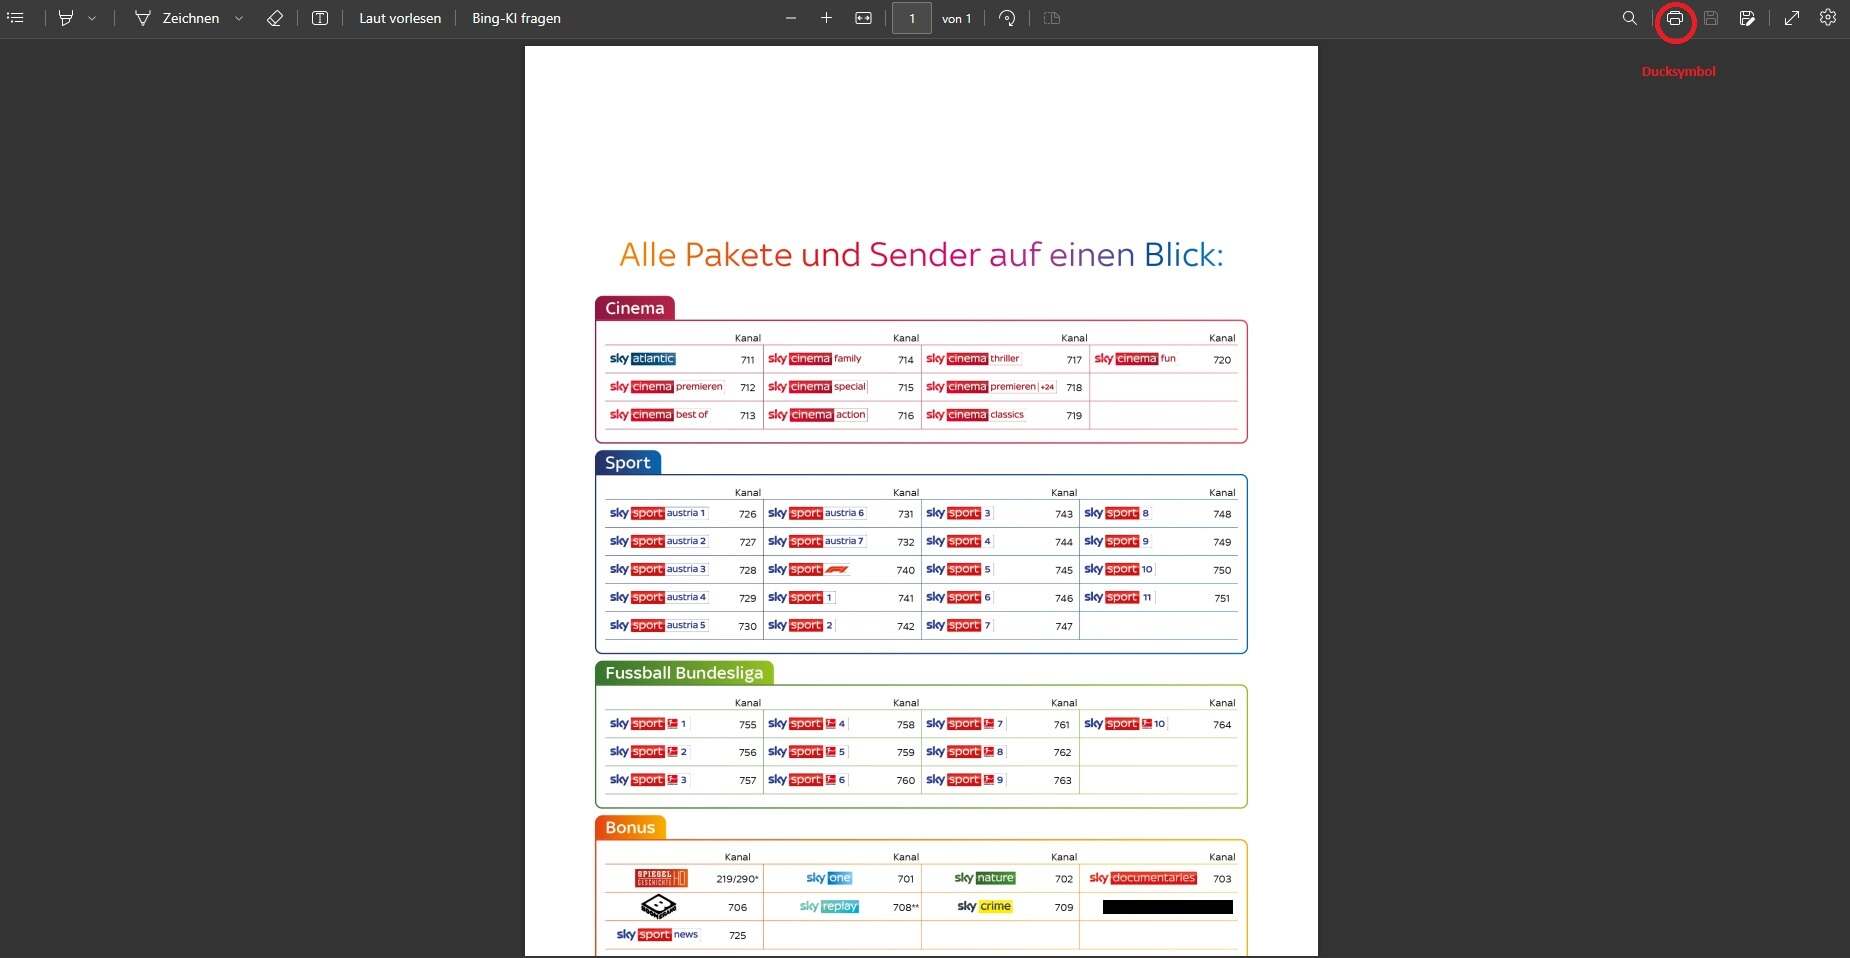 Zeichnen Laut vorlesen Bing-KI fragen 1 von 1
Ducksymbol
Alle Pakete und Sender auf einen Blick:
Cinema
Kanal Kanal Kanal Kanal
sky atlantic 711 sky cinema family 714 sky cinema thriller 717 sky cinema fun 720
sky cinema premieren 712 sky cinema special 715 sky cinema premieren +24 718
sky cinema best of 713 sky cinema action 716 sky cinema classics 719
Sport
Kanal Kanal Kanal Kanal
sky sport austria 1 726 sky sport austria 6 731 sky sport 3 743 sky sport 8 748
sky sport austria 2 727 sky sport austria 7 732 sky sport 4 744 sky sport 9 749
sky sport austria 3 728 sky sport F1 740 sky sport 5 745 sky sport 10 750
sky sport austria 4 729 sky sport 1 741 sky sport 6 746 sky sport 11 751
sky sport austria 5 730 sky sport 2 742 sky sport 7 747
Fussball Bundesliga
Kanal Kanal Kanal Kanal
sky sport 1 755 sky sport 4 758 sky sport 7 761 sky sport 10 764
sky sport 2 756 sky sport 5 759 sky sport 8 762
sky sport 3 757 sky sport 6 760 sky sport 9 763
Bonus
Kanal Kanal Kanal Kanal
SPIEGEL GESCHICHTE HD 219/290* sky one 701 sky nature 702 sky documentaries 703
706 sky replay 708** sky crime 709
sky sport news 725